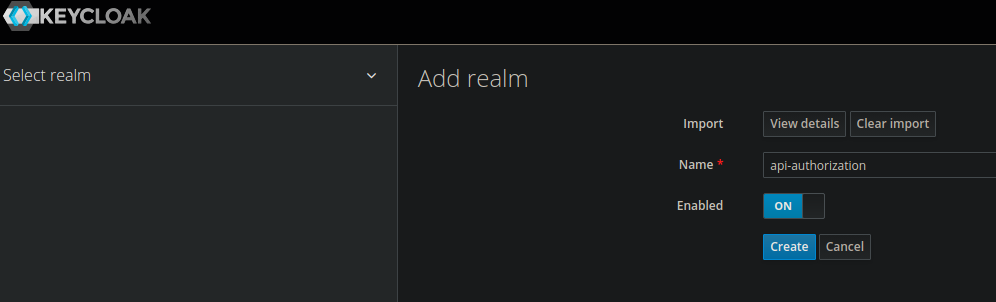 KEYCLOAK
Select realm
Add realm
Import View details Clear import
Name * api-authorization
Enabled ON
Create Cancel